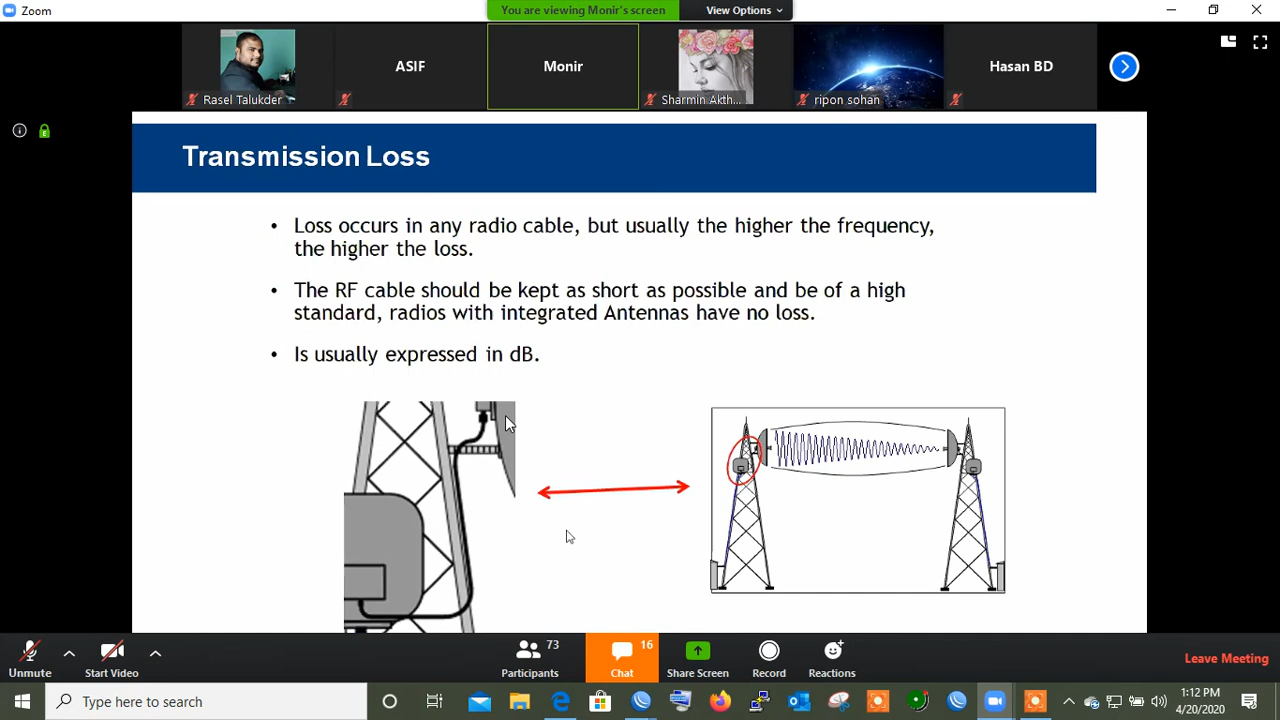 Zoom
You are viewing Monir's screen
View Options
Rasel Talukder
ASIF
Monir
Sharmin Akth...
ripon sohan
Hasan BD
E
Transmission Loss
• Loss occurs in any radio cable, but usually the higher the frequency,
the higher the loss.
• The RF cable should be kept as short as possible and be of a high
standard, radios with integrated Antennas have no loss.
• Is usually expressed in dB.
Unmute
Start Video
73
Participants
16
Chat
Share Screen
Record
Reactions
Leave Meeting
Type here to search
1:12 PM
4/20/2020